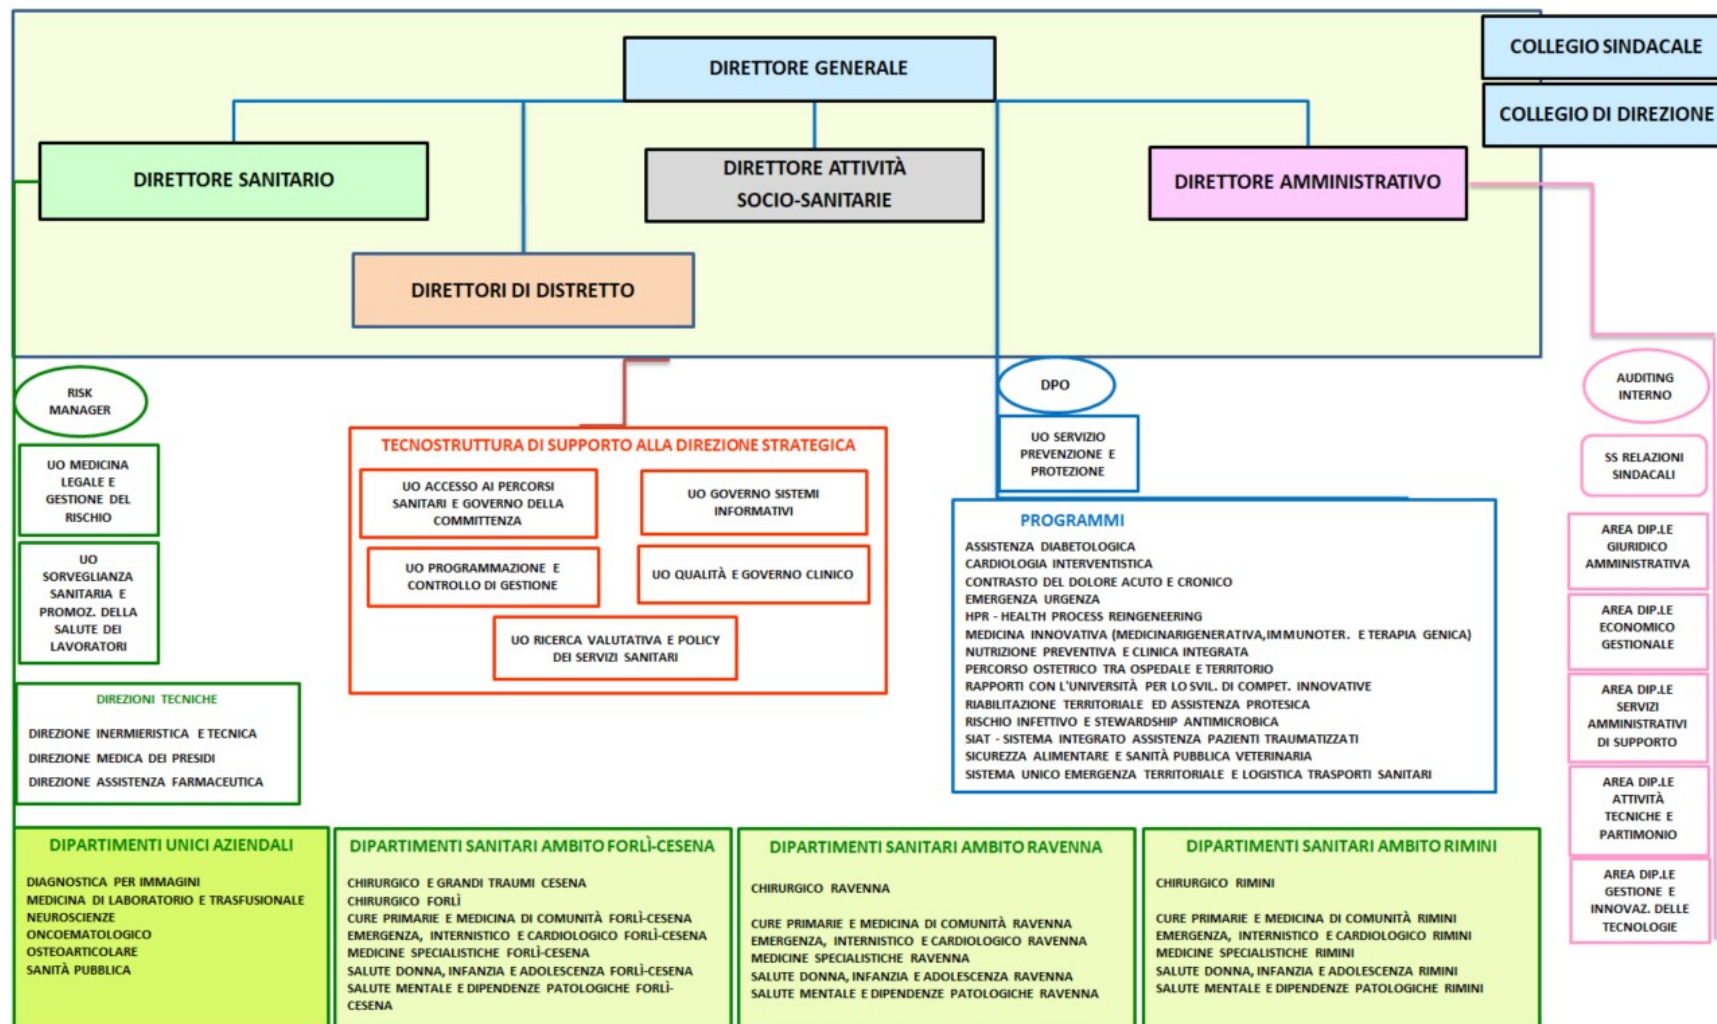 COLLEGIO SINDACALE
COLLEGIO DI DIREZIONE
DIRETTORE GENERALE
DIRETTORE SANITARIO
DIRETTORE ATTIVITÀ
SOCIO-SANITARIE
DIRETTORE AMMINISTRATIVO
DIRETTORI DI DISTRETTO
RISK
MANAGER
UO MEDICINA
LEGALE E
GESTIONE DEL
RISCHIO
UO
SORVEGLIANZA
SANITARIA E
PROMOZ. DELLA
SALUTE DEI
LAVORATORI
DIREZIONI TECNICHE
DIREZIONE INERMIERISTICA E TECNICA
DIREZIONE MEDICA DEI PRESIDI
DIREZIONE ASSISTENZA FARMACEUTICA
TECNOSTRUTTURA DI SUPPORTO ALLA DIREZIONE STRATEGICA
UO ACCESSO AI PERCORSI
SANITARI E GOVERNO DELLA
COMMITTENZA
UO GOVERNO SISTEMI
INFORMATIVI
UO PROGRAMMAZIONE E
CONTROLLO DI GESTIONE
UO QUALITÀ E GOVERNO CLINICO
UO RICERCA VALUTATIVA E POLICY
DEI SERVIZI SANITARI
DPO
UO SERVIZIO
PREVENZIONE E
PROTEZIONE
PROGRAMMI
ASSISTENZA DIABETOLOGICA
CARDIOLOGIA INTERVENTISTICA
CONTRASTO DEL DOLORE ACUTO E CRONICO
EMERGENZA URGENZA
HPR - HEALTH PROCESS REINGENEERING
MEDICINA INNOVATIVA (MEDICINARIGENERATIVA,IMMUNOTER. E TERAPIA GENICA)
NUTRIZIONE PREVENTIVA E CLINICA INTEGRATA
PERCORSO OSTETRICO TRA OSPEDALE E TERRITORIO
RAPPORTI CON L'UNIVERSITÀ PER LO SVIL. DI COMPET. INNOVATIVE
RIABILITAZIONE TERRITORIALE ED ASSISTENZA PROTESICA
RISCHIO INFETTIVO E STEWARDSHIP ANTIMICROBICA
SIAT - SISTEMA INTEGRATO ASSISTENZA PAZIENTI TRAUMATIZZATI
SICUREZZA ALIMENTARE E SANITÀ PUBBLICA VETERINARIA
SISTEMA UNICO EMERGENZA TERRITORIALE E LOGISTICA TRASPORTI SANITARI
AUDITING
INTERNO
SS RELAZIONI
SINDACALI
AREA DIP.LE
GIURIDICO
AMMINISTRATIVA
AREA DIP.LE
ECONOMICO
GESTIONALE
AREA DIP.LE
SERVIZI
AMMINISTRATIVI
DI SUPPORTO
AREA DIP.LE
ATTIVITÀ
TECNICHE E
PARTIMONIO
AREA DIP.LE
GESTIONE E
INNOVAZ. DELLE
TECNOLOGIE
DIPARTIMENTI UNICI AZIENDALI
DIAGNOSTICA PER IMMAGINI
MEDICINA DI LABORATORIO E TRASFUSIONALE
NEUROSCIENZE
ONCOEMATOLOGICO
OSTEOARTICOLARE
SANITÀ PUBBLICA
DIPARTIMENTI SANITARI AMBITO FORLÌ-CESENA
CHIRURGICO E GRANDI TRAUMI CESENA
CHIRURGICO FORLÌ
CURE PRIMARIE E MEDICINA DI COMUNITÀ FORLÌ-CESENA
EMERGENZA, INTERNISTICO E CARDIOLOGICO FORLÌ-CESENA
MEDICINE SPECIALISTICHE FORLÌ-CESENA
SALUTE DONNA, INFANZIA E ADOLESCENZA FORLÌ-CESENA
SALUTE MENTALE E DIPENDENZE PATOLOGICHE FORLÌ-
CESENA
DIPARTIMENTI SANITARI AMBITO RAVENNA
CHIRURGICO RAVENNA
CURE PRIMARIE E MEDICINA DI COMUNITÀ RAVENNA
EMERGENZA, INTERNISTICO E CARDIOLOGICO RAVENNA
MEDICINE SPECIALISTICHE RAVENNA
SALUTE DONNA, INFANZIA E ADOLESCENZA RAVENNA
SALUTE MENTALE E DIPENDENZE PATOLOGICHE RAVENNA
DIPARTIMENTI SANITARI AMBITO RIMINI
CHIRURGICO RIMINI
CURE PRIMARIE E MEDICINA DI COMUNITÀ RIMINI
EMERGENZA, INTERNISTICO E CARDIOLOGICO RIMINI
MEDICINE SPECIALISTICHE RIMINI
SALUTE DONNA, INFANZIA E ADOLESCENZA RIMINI
SALUTE MENTALE E DIPENDENZE PATOLOGICHE RIMINI